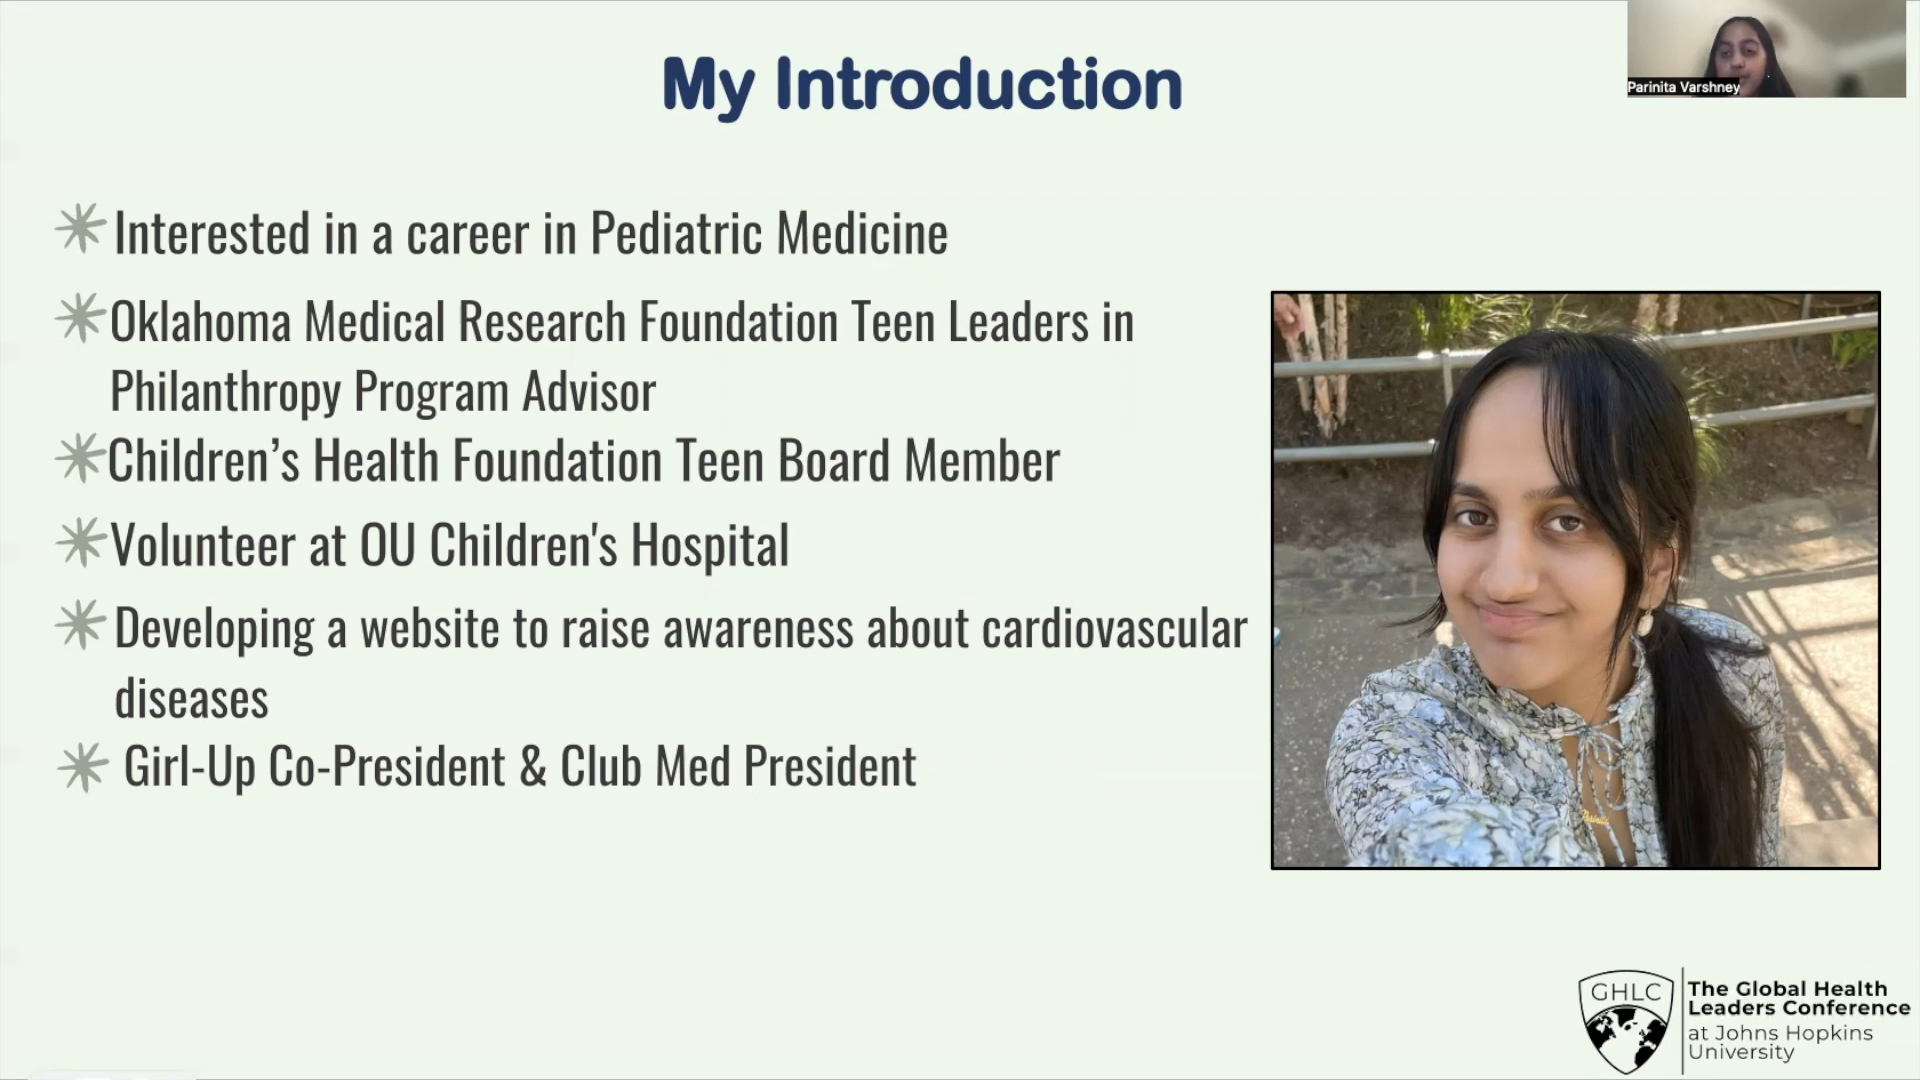 My Introduction
Parinita Varshney
Interested in a career in Pediatric Medicine
Oklahoma Medical Research Foundation Teen Leaders in
Philanthropy Program Advisor
Children’s Health Foundation Teen Board Member
Volunteer at OU Children's Hospital
Developing a website to raise awareness about cardiovascular
diseases
Girl-Up Co-President & Club Med President
GHLC
The Global Health
Leaders Conference
at Johns Hopkins
University